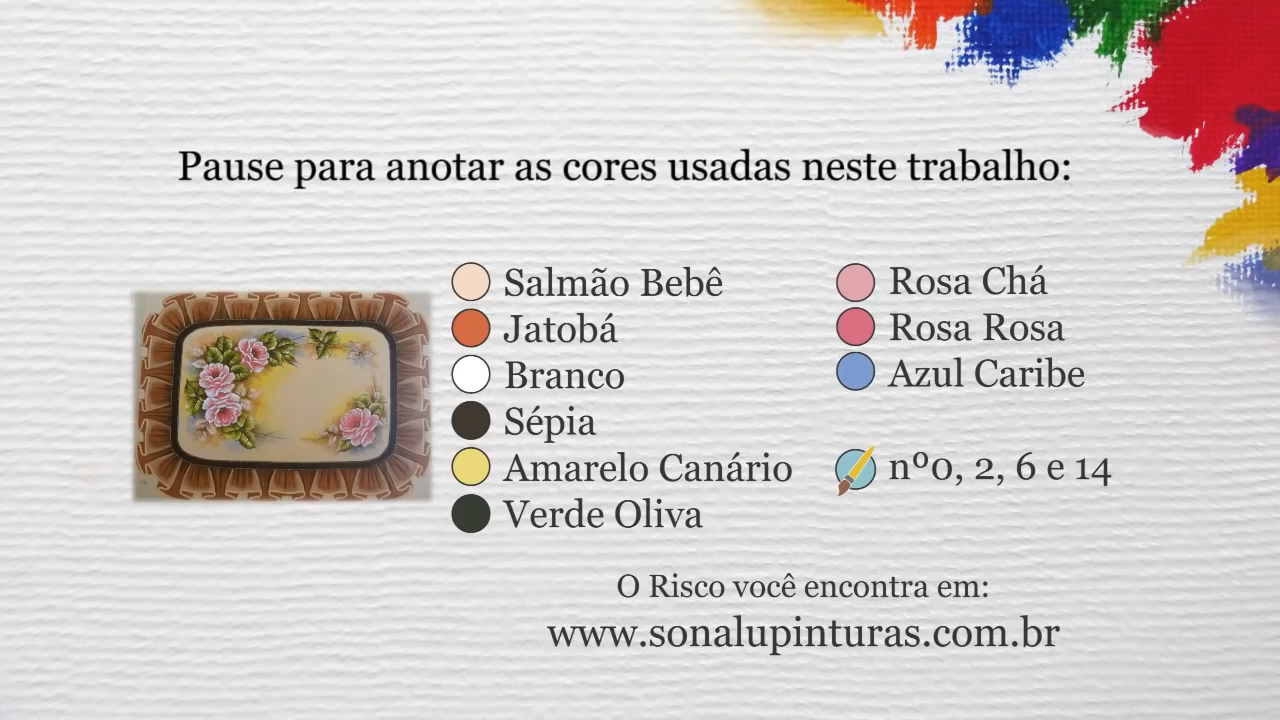 Pause para anotar as cores usadas neste trabalho:
Salmão Bebê
Jatobá
Branco
Sépia
Amarelo Canário
Verde Oliva
Rosa Chá
Rosa Rosa
Azul Caribe
nº0, 2, 6 e 14
O Risco você encontra em:
www.sonalupinturas.com.br